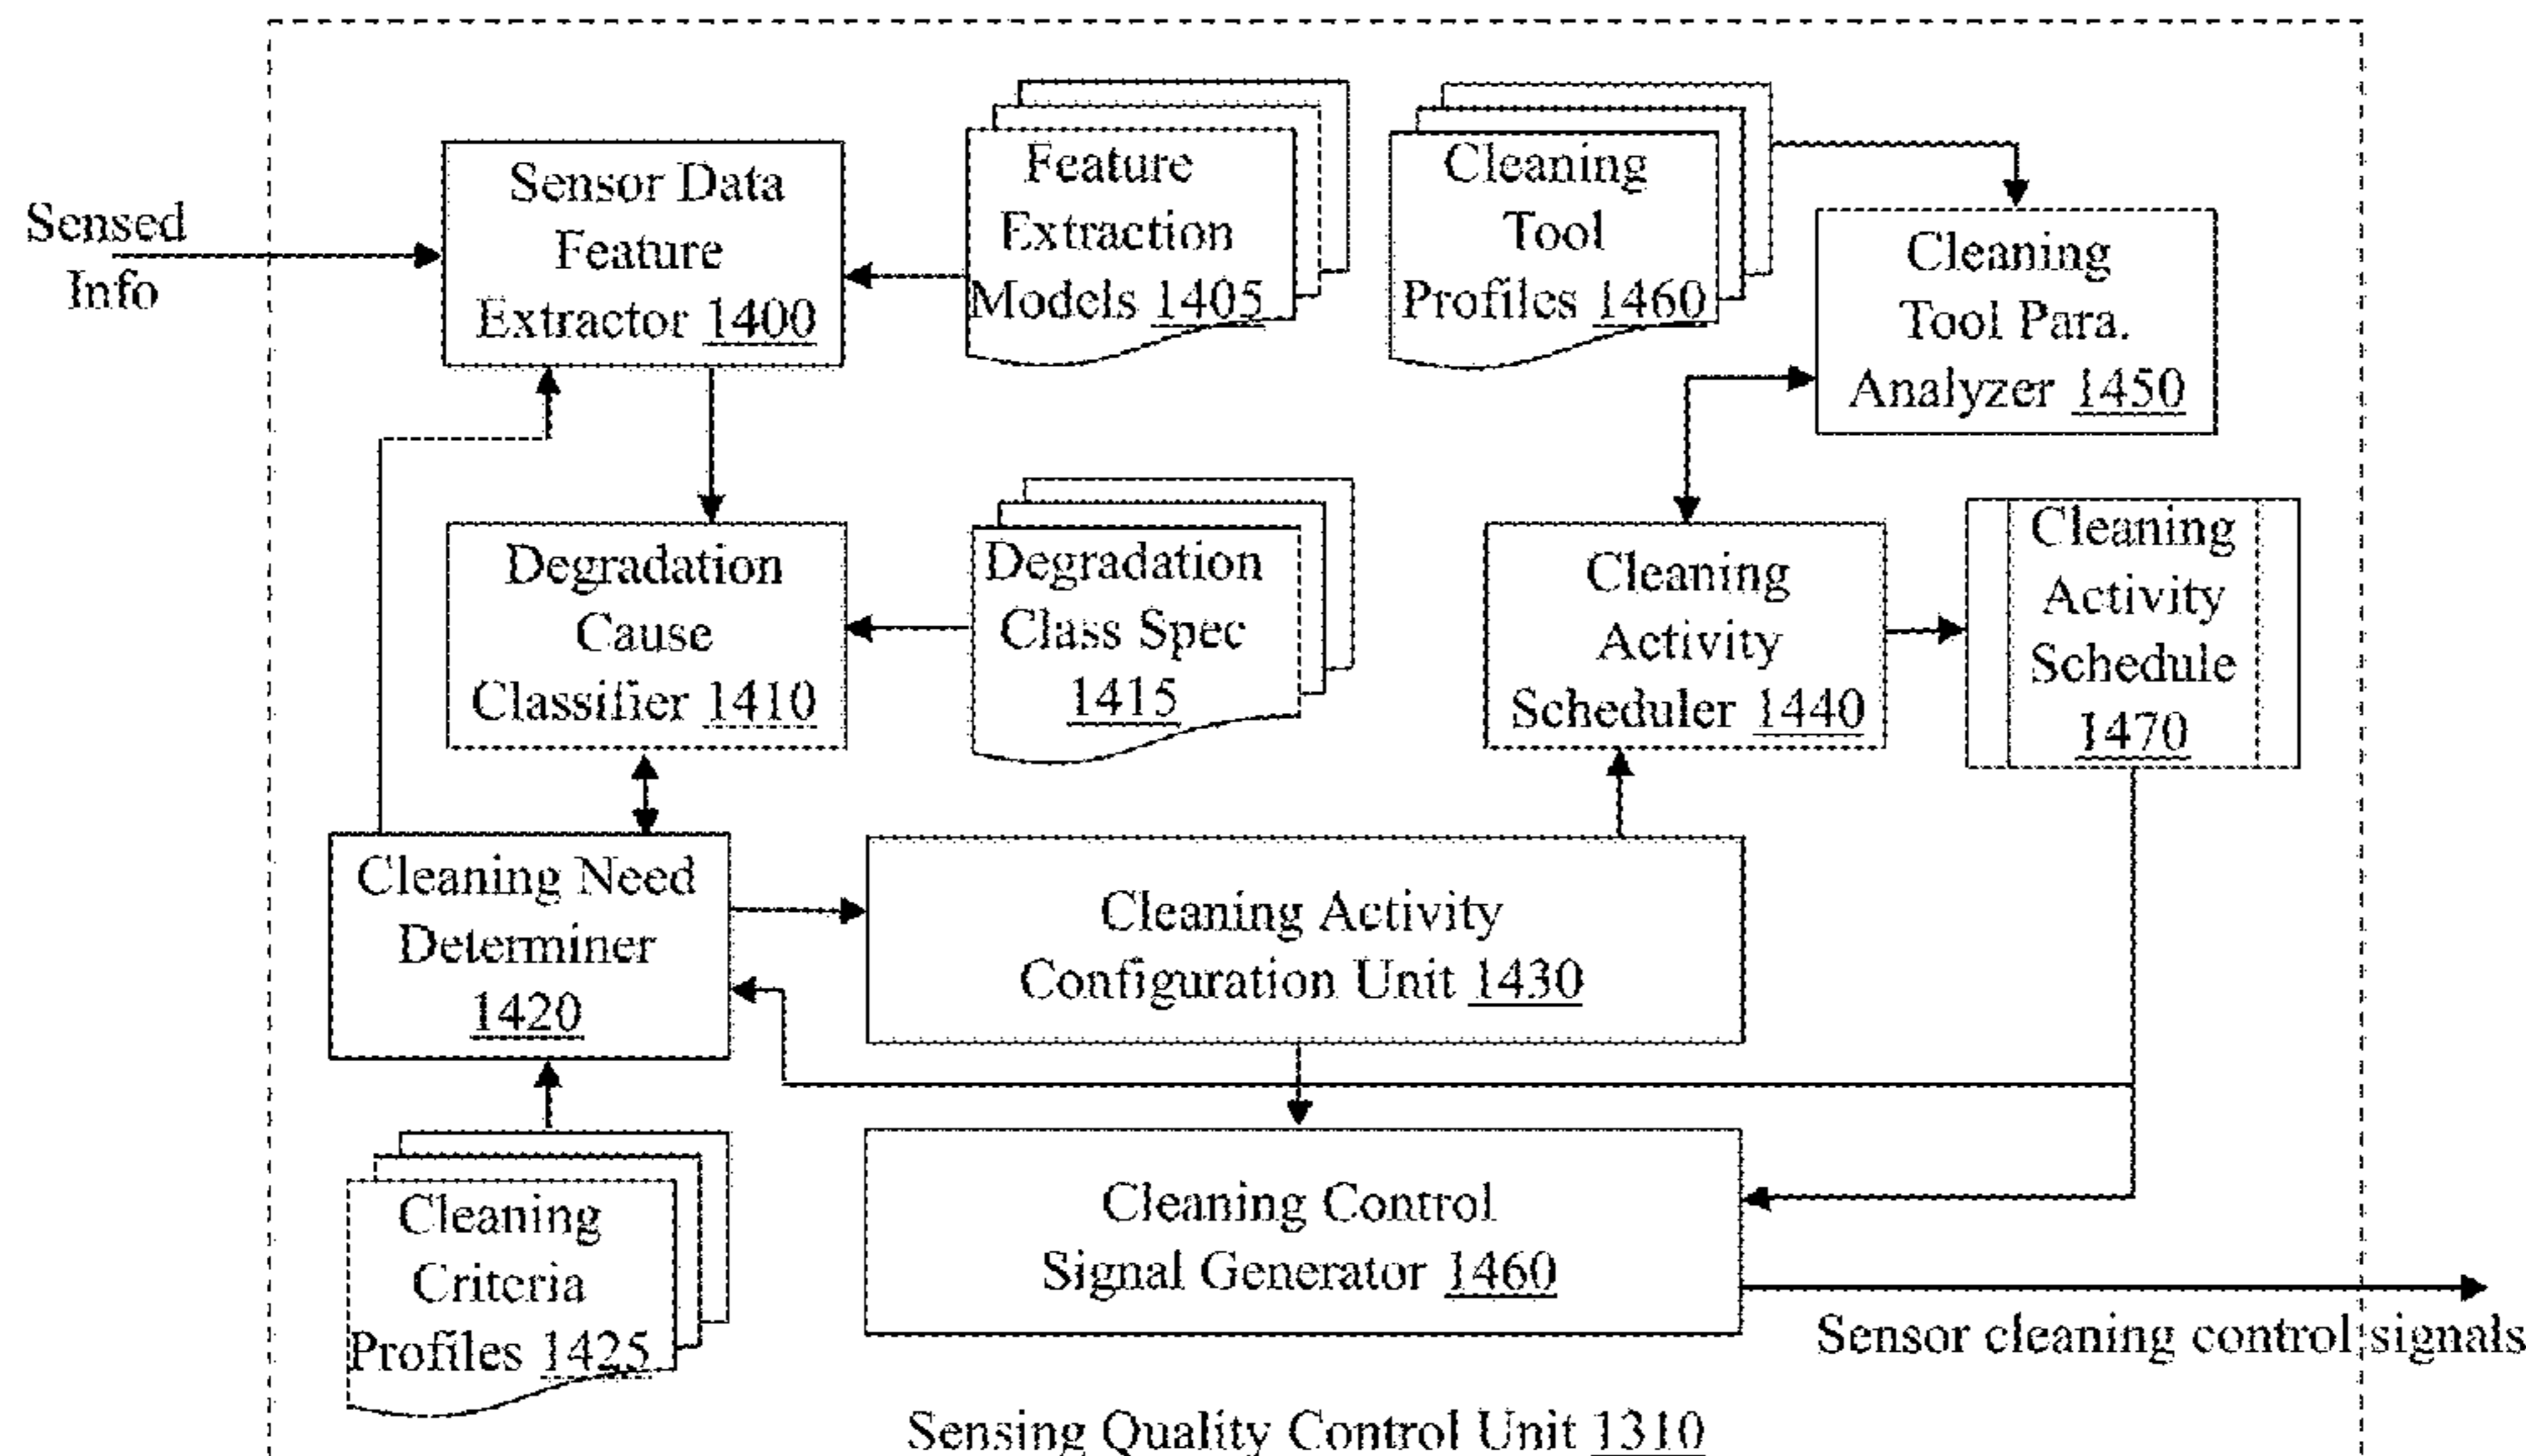 Sensed
Info
Sensor Data
Feature
Extractor 1400
Feature
Extraction
Models 1405
Cleaning
Tool
Profiles 1460
Cleaning
Tool Para.
Analyzer 1450
Degradation
Cause
Classifier 1410
Degradation
Class Spec
1415
Cleaning
Activity
Scheduler 1440
Cleaning
Activity
Schedule
1470
Cleaning Need
Determiner
1420
Cleaning Activity
Configuration Unit 1430
Cleaning
Criteria
Profiles 1425
Cleaning Control
Signal Generator 1460
Sensor cleaning control signals
Sensing Quality Control Unit 1310